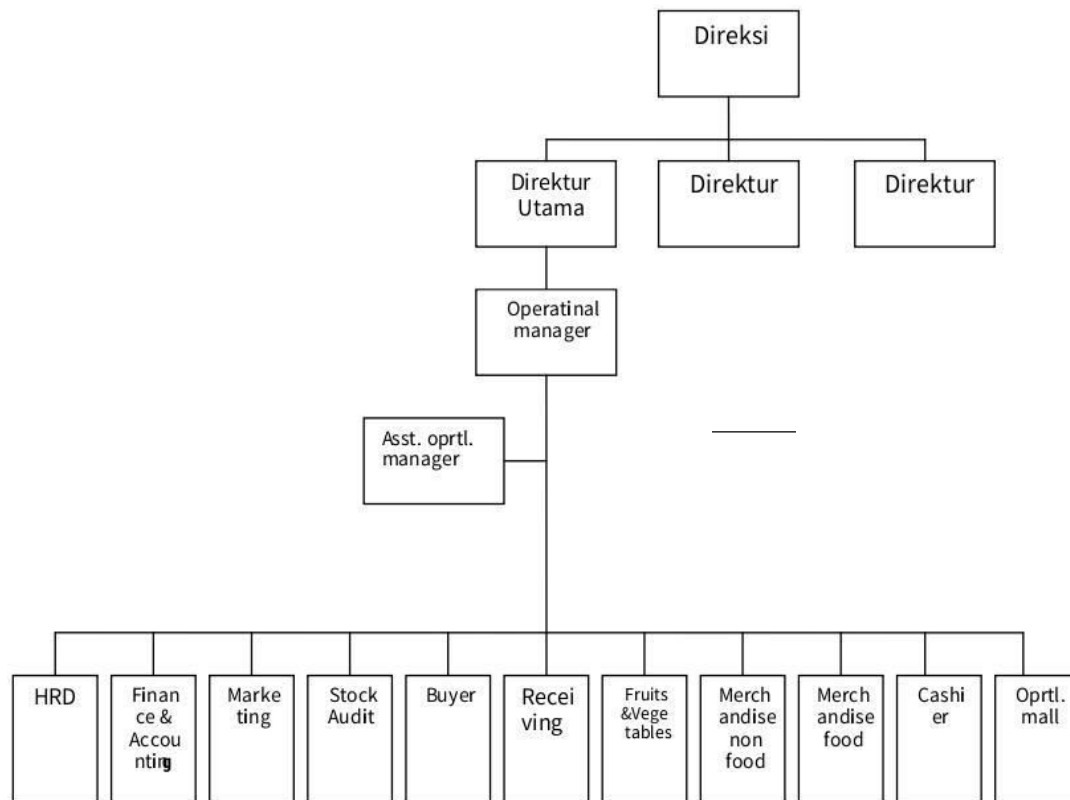 Direksi
Direktur
Utama
Direktur
Direktur
Operatinal
manager
Asst. oprtl.
manager
HRD
Finan
ce &
Accou
nting
Marke
ting
Stock
Audit
Buyer
Recei
ving
Fruits
&Vege
tables
Merch
andise
non
food
Merch
andise
food
Cashi
er
Oprtl.
mall